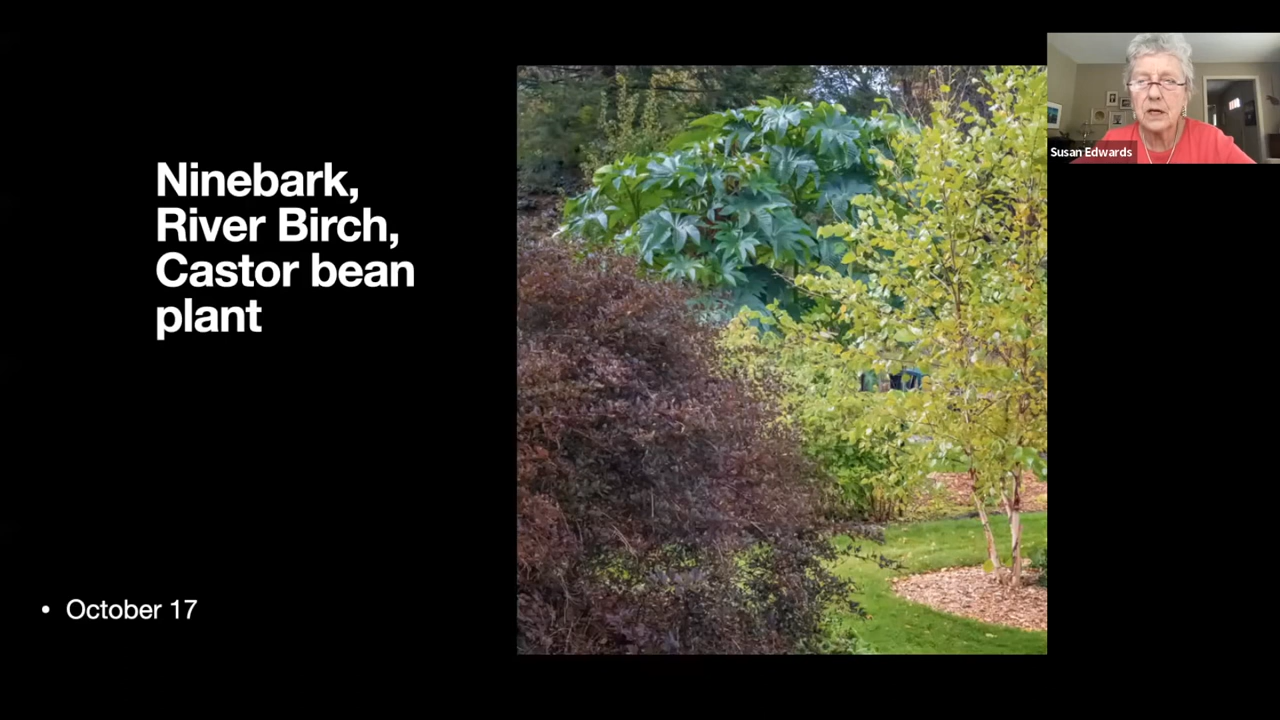 Ninebark,
River Birch,
Castor bean
plant
• October 17
Susan Edwards